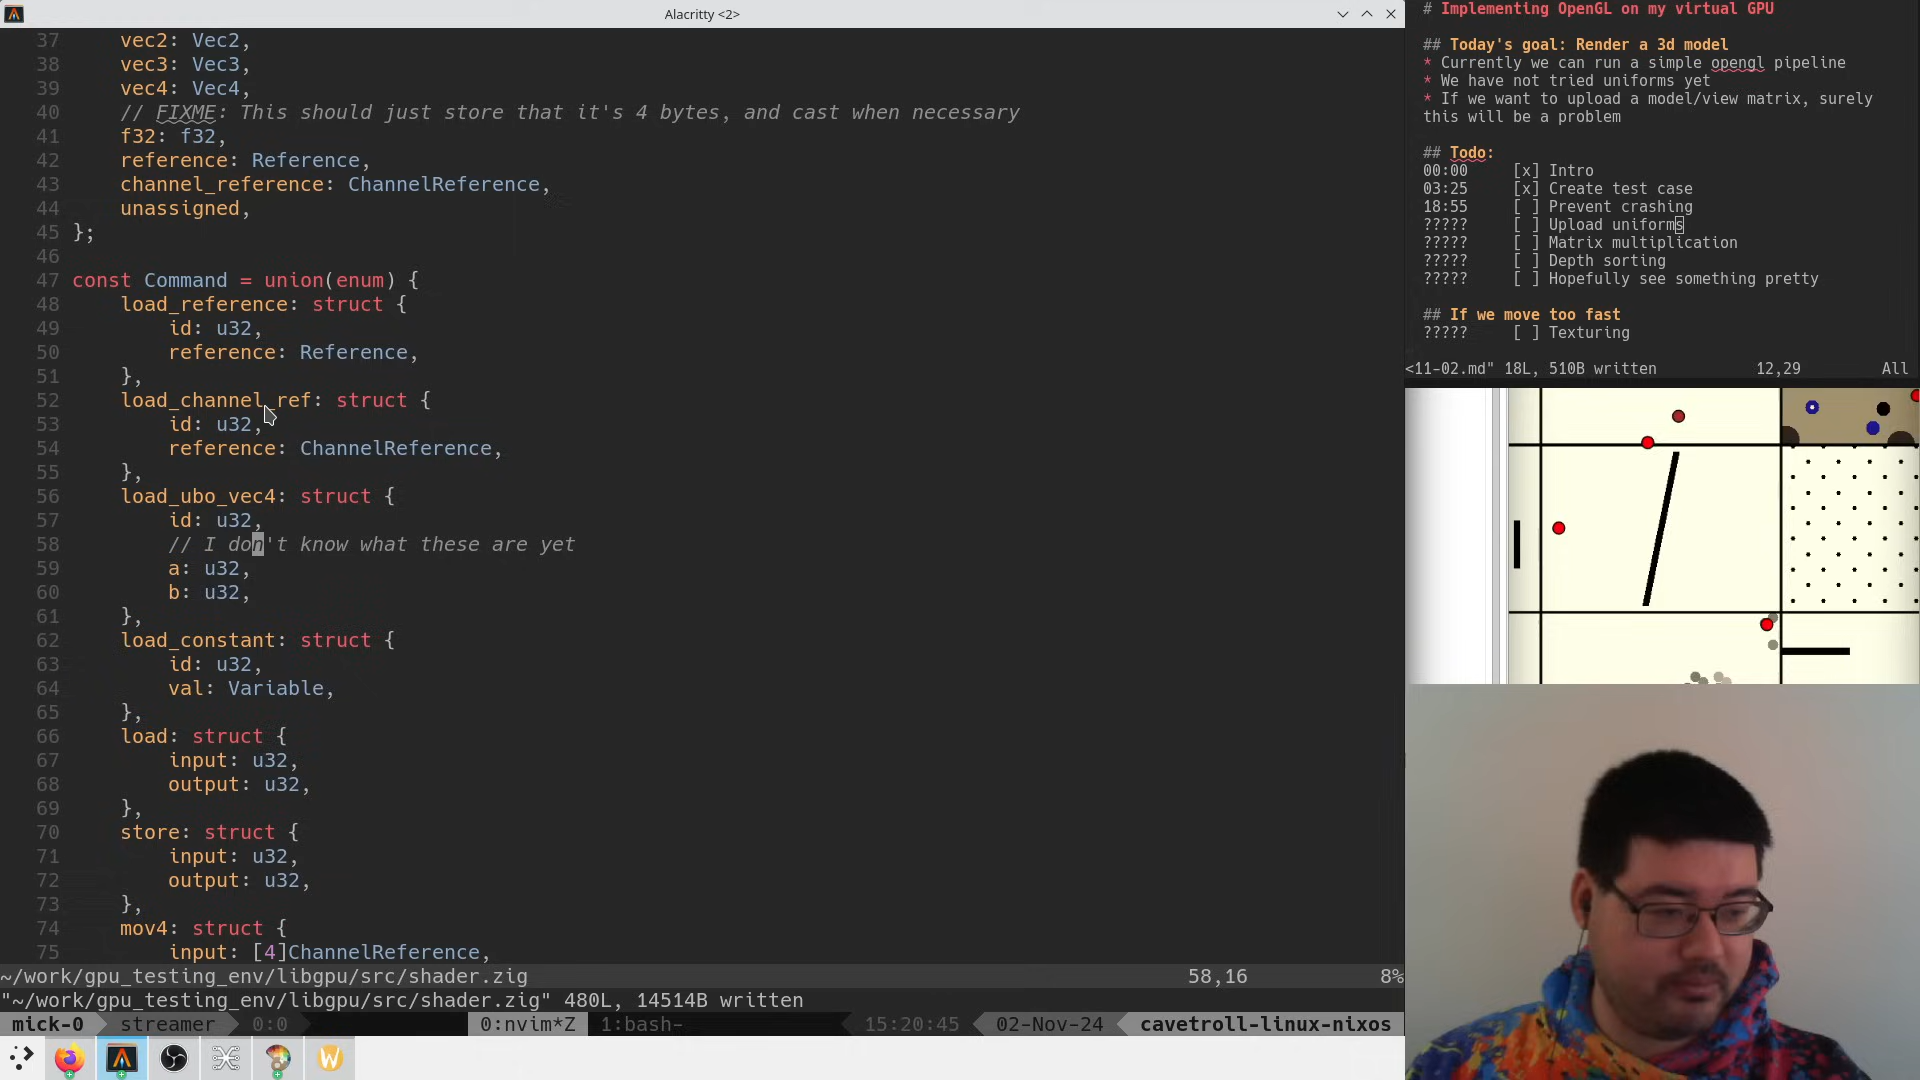 Alacritty <2>
37 vec2: Vec2,
38 vec3: Vec3,
39 vec4: Vec4,
40 // FIXME: This should just store that it's 4 bytes, and cast when necessary
41 f32: f32,
42 reference: Reference,
43 channel_reference: ChannelReference,
44 unassigned,
45 };
46
47 const Command = union(enum) {
48 load_reference: struct {
49 id: u32,
50 reference: Reference,
51 },
52 load_channel_ref: struct {
53 id: u32,
54 reference: ChannelReference,
55 },
56 load_ubo_vec4: struct {
57 id: u32,
58 // I don't know what these are yet
59 a: u32,
60 b: u32,
61 },
62 load_constant: struct {
63 id: u32,
64 val: Variable,
65 },
66 load: struct {
67 input: u32,
68 output: u32,
69 },
70 store: struct {
71 input: u32,
72 output: u32,
73 },
74 mov4: struct {
75 input: [4]ChannelReference,
~/work/gpu_testing_env/libgpu/src/shader.zig 58,16 8%
"~/work/gpu_testing_env/libgpu/src/shader.zig" 480L, 14514B written
mick-0 streamer 0:0 0:nvim*Z 1:bash- 15:20:45 02-Nov-24 cavetroll-linux-nixos
# Implementing OpenGL on my virtual GPU
## Today's goal: Render a 3d model
* Currently we can run a simple opengl pipeline
* We have not tried uniforms yet
* If we want to upload a model/view matrix, surely
this will be a problem
## Todo:
00:00 [x] Intro
03:25 [x] Create test case
18:55 [ ] Prevent crashing
????? [ ] Upload uniforms
????? [ ] Matrix multiplication
????? [ ] Depth sorting
????? [ ] Hopefully see something pretty
## If we move too fast
????? [ ] Texturing
<11-02.md" 18L, 510B written 12,29 All